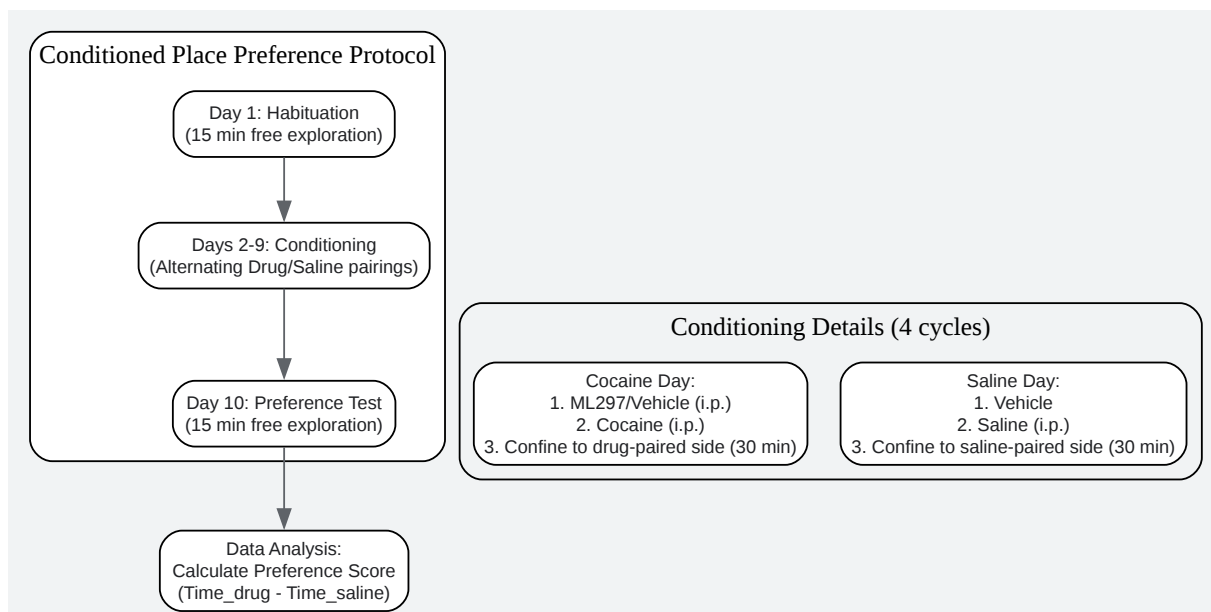 Conditioned Place Preference Protocol
Day 1: Habituation
(15 min free exploration)
Days 2-9: Conditioning
(Alternating Drug/Saline pairings)
Day 10: Preference Test
(15 min free exploration)
Data Analysis:
Calculate Preference Score
(Time_drug - Time_saline)
Conditioning Details (4 cycles)
Cocaine Day:
1. ML297/Vehicle (i.p.)
2. Cocaine (i.p.)
3. Confine to drug-paired side (30 min)
Saline Day:
1. Vehicle
2. Saline (i.p.)
3. Confine to saline-paired side (30 min)